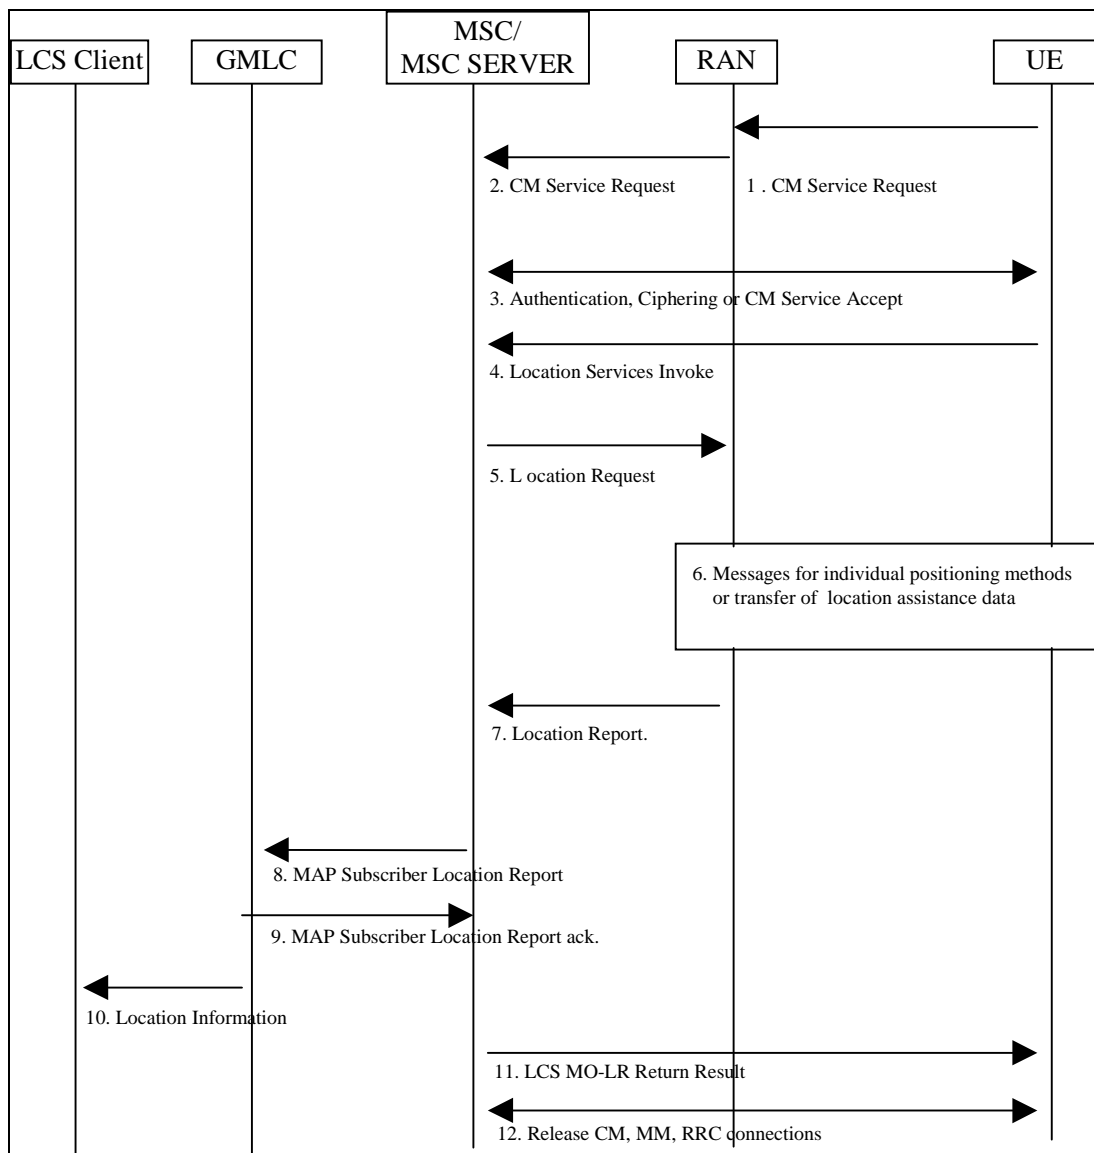 LCS Client
GMLC
MSC/
MSC SERVER
RAN
UE
2. CM Service Request
1 . CM Service Request
3. Authentication, Ciphering or CM Service Accept
4. Location Services Invoke
5. L ocation Request
6. Messages for individual positioning methods
or transfer of location assistance data
7. Location Report.
8. MAP Subscriber Location Report
9. MAP Subscriber Location Report ack.
10. Location Information
11. LCS MO-LR Return Result
12. Release CM, MM, RRC connections